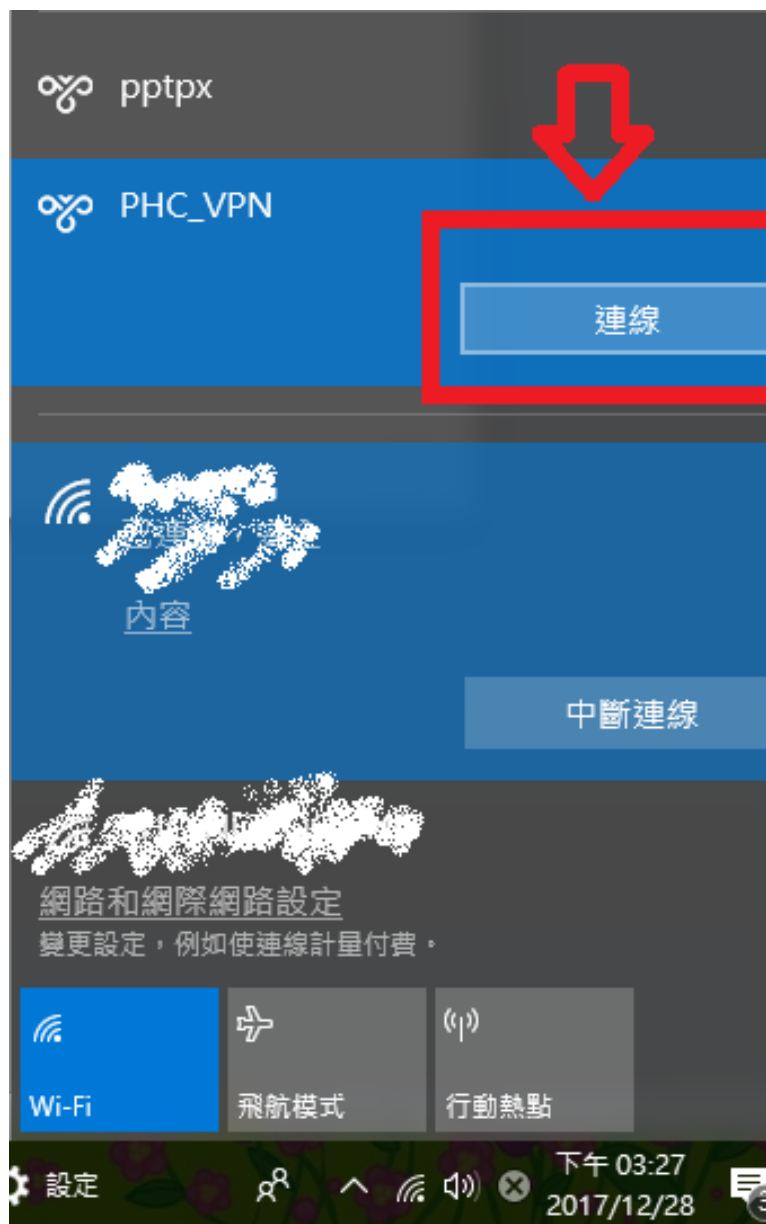 pptpx
PHC_VPN
連線
內容
中斷連線
網路和網際網路設定
變更設定，例如使連線計量付費。
Wi-Fi
飛航模式
行動熱點
設定
下午 03:27
2017/12/28